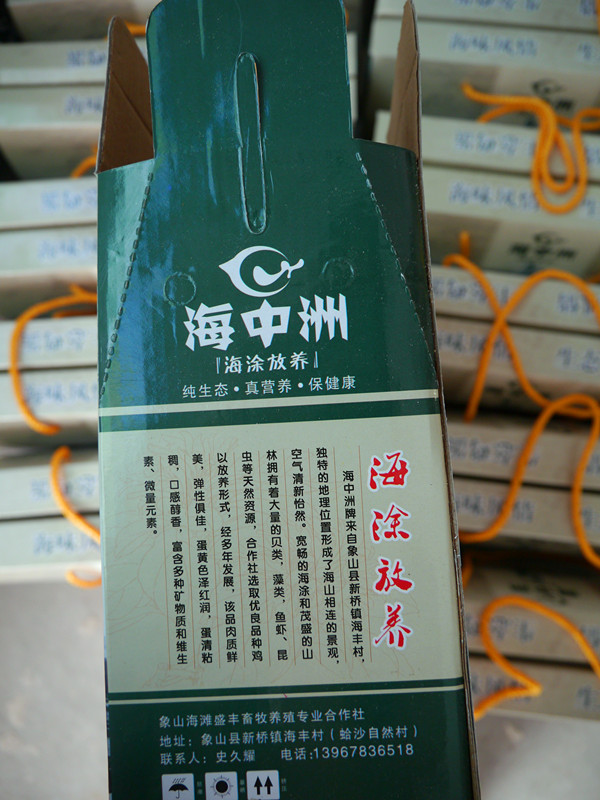 海中洲
『海涂放养』
纯生态·真营养·保健康
海涂放养
海中洲牌来自象山县新桥镇海丰村，
独特的地理位置形成了海山相连的景观，
空气清新怡然。宽畅的海涂和茂盛的山
林拥有着大量的贝类，藻类，鱼虾、昆
虫等天然资源，合作社选取优良品种鸡
以放养形式，经多年发展，该品肉质鲜
美，弹性俱佳，蛋黄色泽红润，蛋清粘
稠，口感醇香，富含多种矿物质和维生
素、微量元素。
象山海滩盛丰畜牧养殖专业合作社
地址：象山县新桥镇海丰村（蛤沙自然村）
联系人：史久耀 电话:13967836518